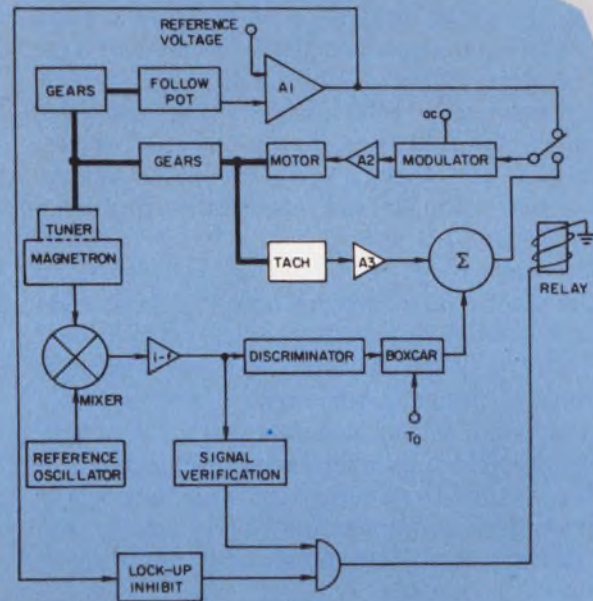 REFERENCE
VOLTAGE
GEARS
FOLLOW
POT
A1
GEARS
MOTOR
A2
MODULATOR
ac
TUNER
MAGNETRON
TACH
A3
Σ
RELAY
MIXER
i-f
DISCRIMINATOR
BOXCAR
T0
REFERENCE
OSCILLATOR
SIGNAL
VERIFICATION
LOCK-UP
INHIBIT